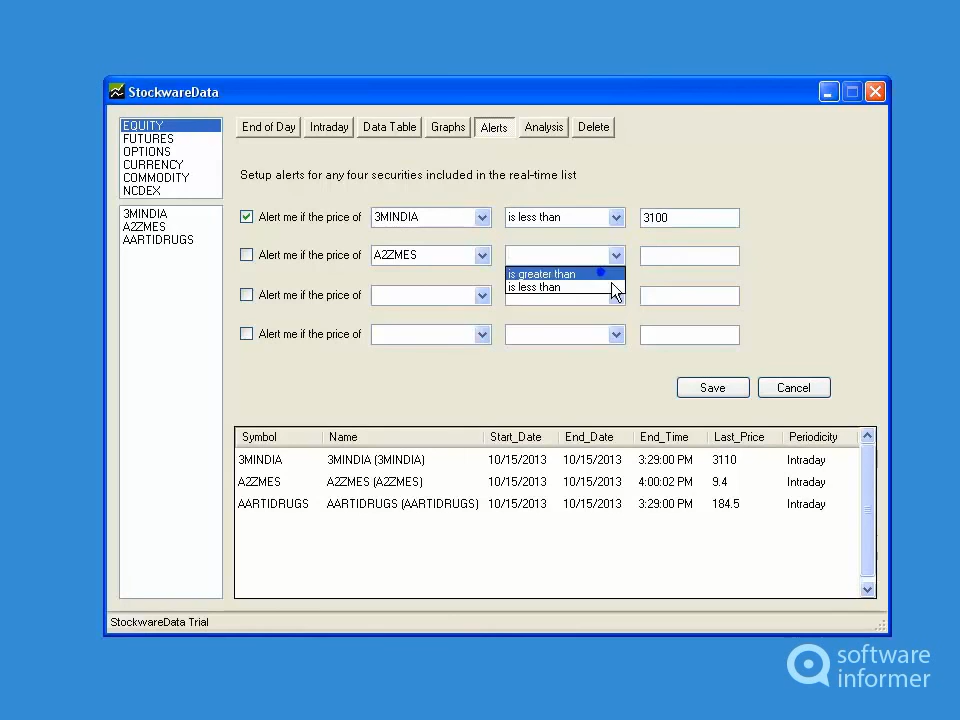 StockwareData
EQUITY
FUTURES
OPTIONS
CURRENCY
COMMODITY
NCDEX
3MINDIA
A2ZMES
AARTIDRUGS
End of Day Intraday Data Table Graphs Alerts Analysis Delete
Setup alerts for any four securities included in the real-time list
Alert me if the price of 3MINDIA is less than 3100
Alert me if the price of A2ZMES
is greater than
is less than
Alert me if the price of
Alert me if the price of
Save Cancel
Symbol Name Start_Date End_Date End_Time Last_Price Periodicity
3MINDIA 3MINDIA (3MINDIA) 10/15/2013 10/15/2013 3:29:00 PM 3110 Intraday
A2ZMES A2ZMES (A2ZMES) 10/15/2013 10/15/2013 4:00:02 PM 9.4 Intraday
AARTIDRUGS AARTIDRUGS (AARTIDRUGS) 10/15/2013 10/15/2013 3:29:00 PM 184.5 Intraday
StockwareData Trial
software
informer